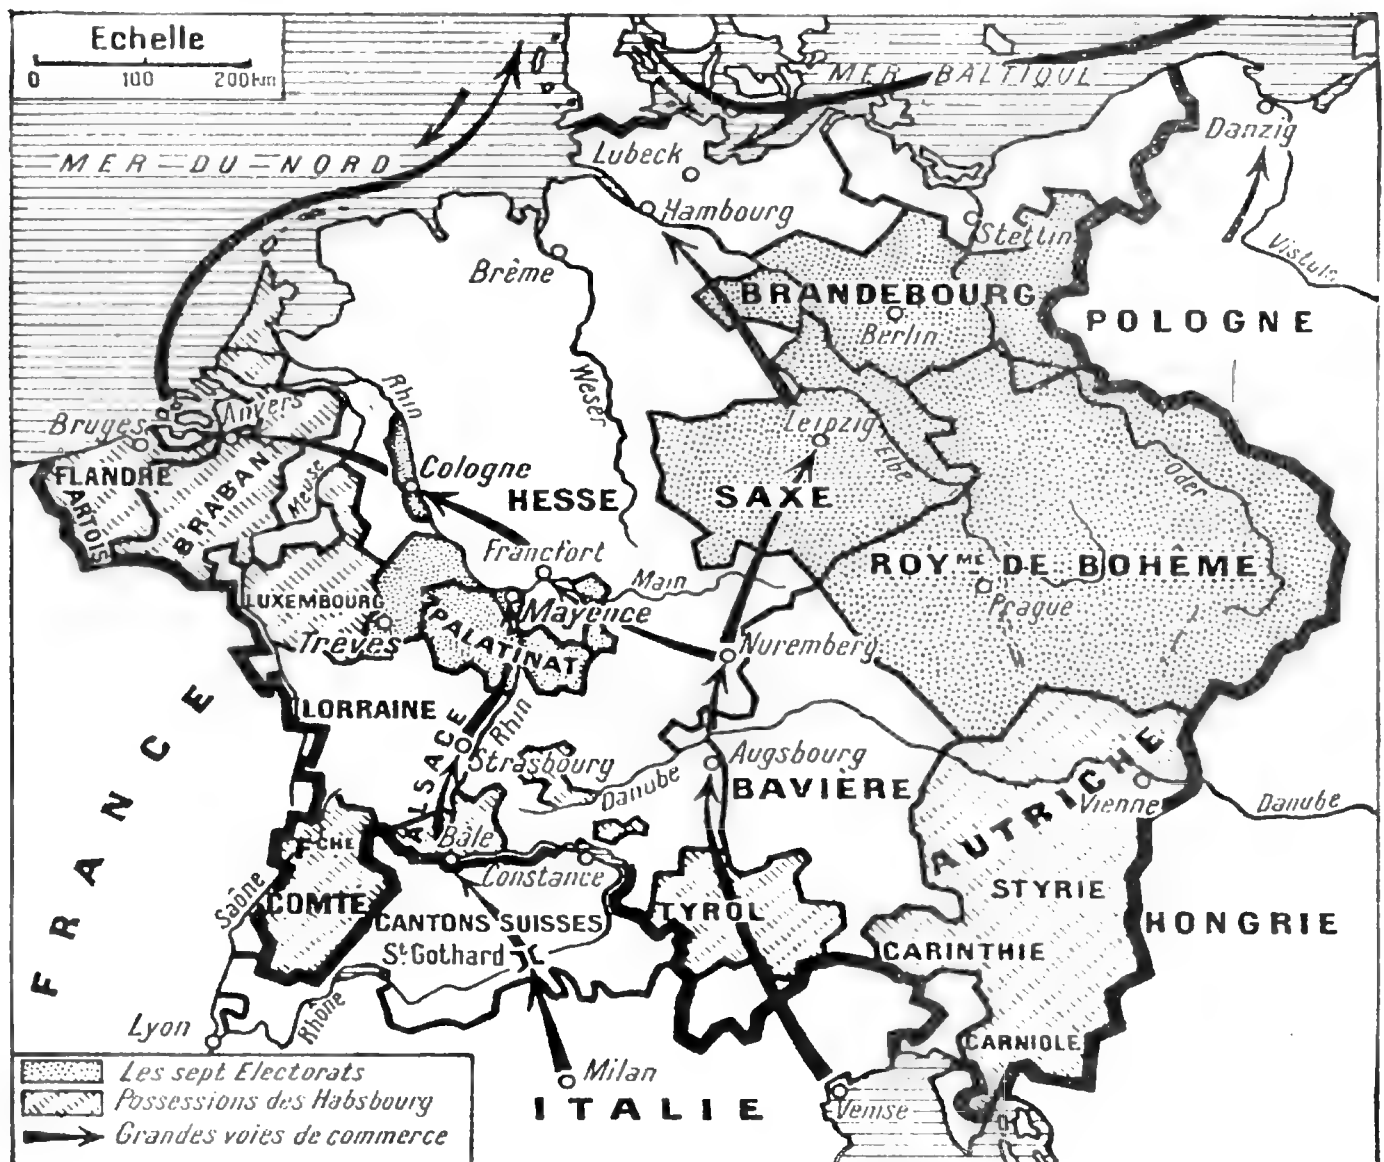 Echelle
0 100 200km
MER BALTIQUE
MER DU NORD
Danzig
Lubeck
Hambourg
Stettin
Vistule
Brême
BRANDEBOURG
Berlin
POLOGNE
Rhin
Weser
Bruges
Anvers
Leipzig
Elbe
Cologne
FLANDRE
ARTOIS
BRABAN
Meuse
HESSE
SAXE
Oder
Francfort
Main
ROYME DE BOHÊME
Prague
LUXEMBOURG
Mayence
Trèves
PALATINAT
Nuremberg
FRANCE
LORRAINE
ALSACE
Rhin
Strasbourg
Danube
Augsbourg
BAVIÈRE
AUTRICHE
Vienne
Danube
Bâle
Constance
FCHE
COMTÉ
Saône
CANTONS SUISSES
St Gothard
TYROL
STYRIE
HONGRIE
CARINTHIE
Rhône
Lyon
CARNIOLE
Milan
ITALIE
Venise
Les sept Electorats
Possessions des Habsbourg
Grandes voies de commerce